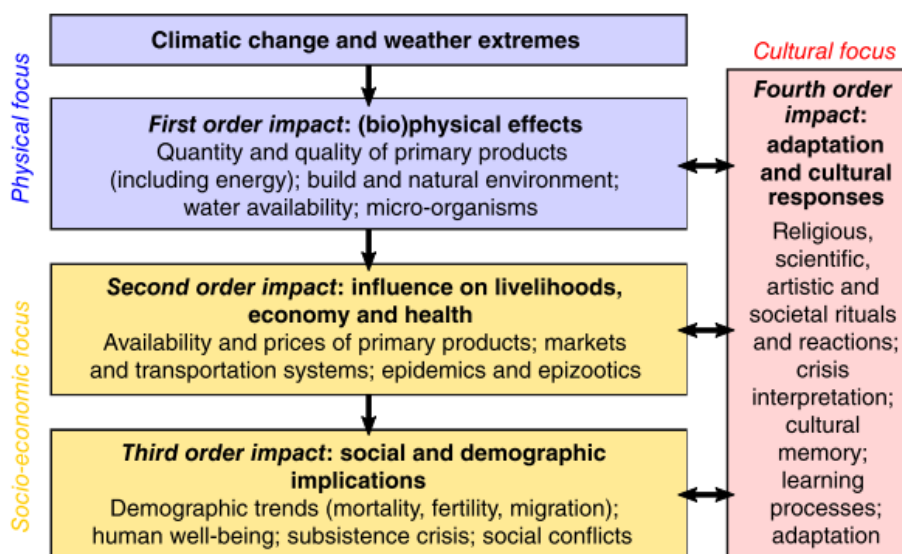 Physical focus
Climatic change and weather extremes
First order impact: (bio)physical effects
Quantity and quality of primary products
(including energy); build and natural environment;
water availability; micro-organisms
Socio-economic focus
Second order impact: influence on livelihoods,
economy and health
Availability and prices of primary products; markets
and transportation systems; epidemics and epizootics
Third order impact: social and demographic
implications
Demographic trends (mortality, fertility, migration);
human well-being; subsistence crisis; social conflicts
Cultural focus
Fourth order
impact:
adaptation
and cultural
responses
Religious,
scientific,
artistic and
societal rituals
and reactions;
crisis
interpretation;
cultural
memory;
learning
processes;
adaptation